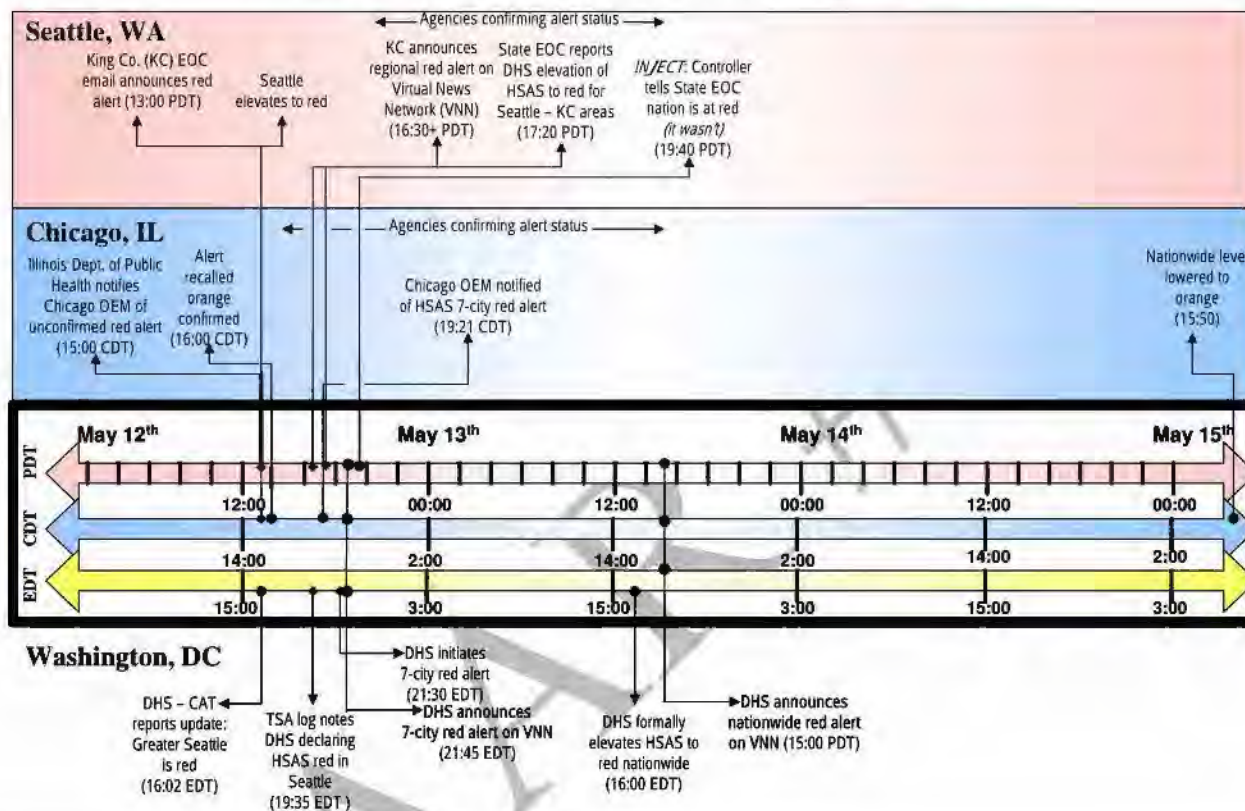 Agencies confirming alert status
Seattle, WA
King Co. (KC) EOC
email announces red
alert (13:00 PDT)
Seattle
elevates to red
KC announces
regional red alert on
Virtual News
Network (VNN)
(16:30+ PDT)
State EOC reports
DHS elevation of
HSAS to red for
Seattle – KC areas
(17:20 PDT)
INJECT: Controller
tells State EOC
nation is at red
(it wasn't)
(19:40 PDT)
Agencies confirming alert status
Chicago, IL
Illinois Dept. of Public
Health notifies
Chicago OEM of
unconfirmed red alert
(15:00 CDT)
Alert
recalled
orange
confirmed
(16:00 CDT)
Chicago OEM notified
of HSAS 7-city red alert
(19:21 CDT)
Nationwide level
lowered to
orange
(15:50)
May 12th
May 13th
May 14th
May 15th
PDT
12:00
00:00
12:00
00:00
12:00
00:00
CDT
14:00
2:00
14:00
2:00
14:00
2:00
EDT
15:00
3:00
15:00
3:00
15:00
3:00
Washington, DC
DHS – CAT
reports update:
Greater Seattle
is red
(16:02 EDT)
TSA log notes
DHS declaring
HSAS red in
Seattle
(19:35 EDT )
DHS initiates
7-city red alert
(21:30 EDT)
DHS announces
7-city red alert on VNN
(21:45 EDT)
DHS formally
elevates HSAS to
red nationwide
(16:00 EDT)
DHS announces
nationwide red alert
on VNN (15:00 PDT)